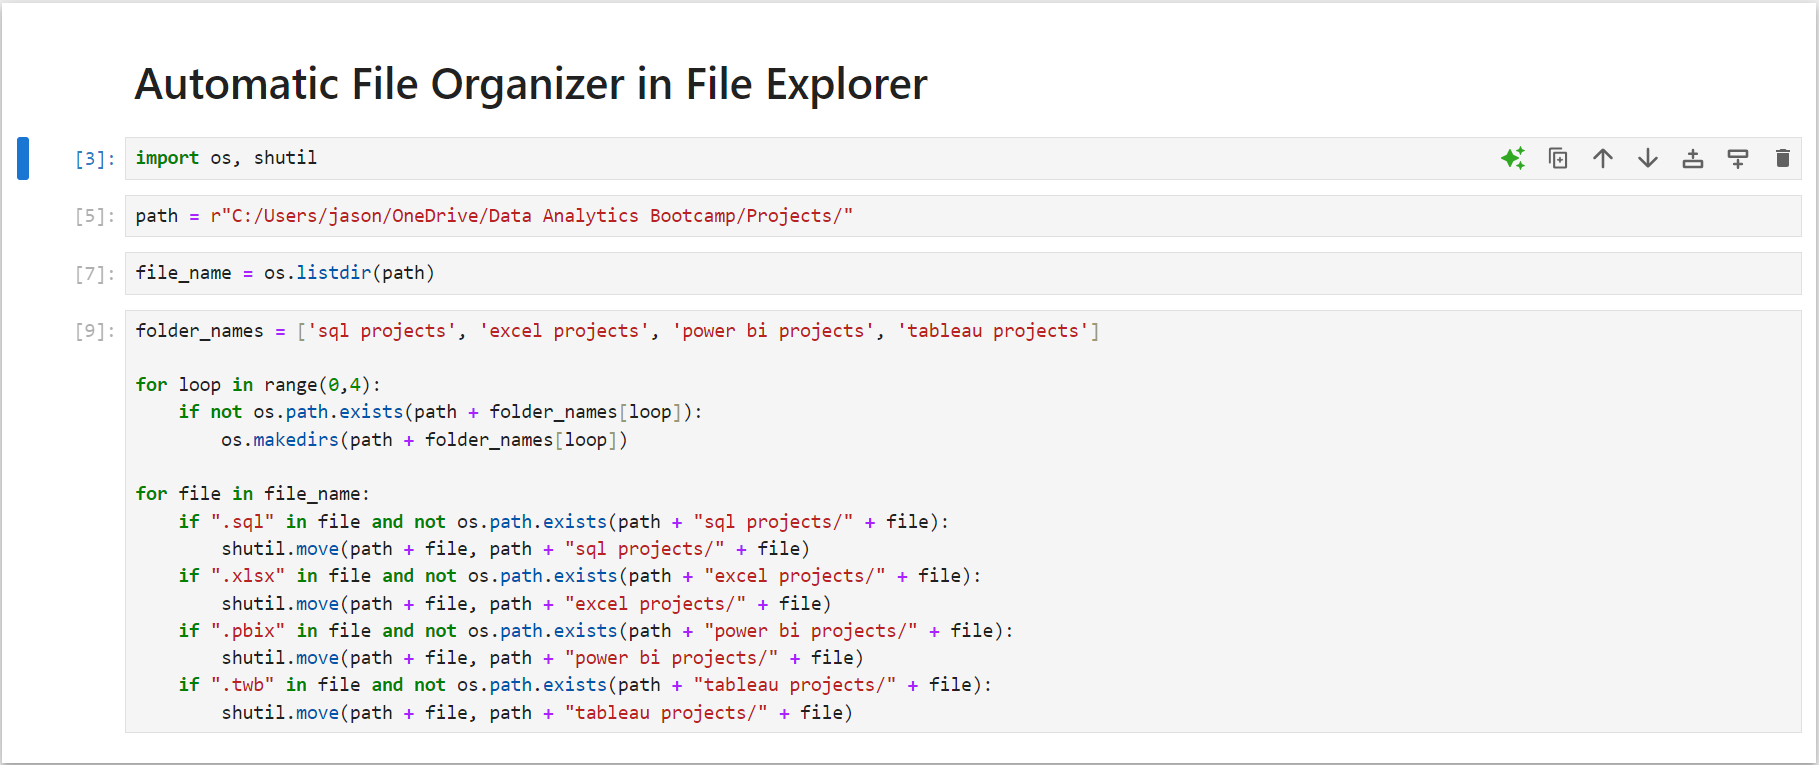 Automatic File Organizer in File Explorer
[3]: import os, shutil
[5]: path = r"C:/Users/jason/OneDrive/Data Analytics Bootcamp/Projects/"
[7]: file_name = os.listdir(path)
[9]: folder_names = ['sql projects', 'excel projects', 'power bi projects', 'tableau projects']
for loop in range(0,4):
    if not os.path.exists(path + folder_names[loop]):
        os.makedirs(path + folder_names[loop])
for file in file_name:
    if ".sql" in file and not os.path.exists(path + "sql projects/" + file):
        shutil.move(path + file, path + "sql projects/" + file)
    if ".xlsx" in file and not os.path.exists(path + "excel projects/" + file):
        shutil.move(path + file, path + "excel projects/" + file)
    if ".pbix" in file and not os.path.exists(path + "power bi projects/" + file):
        shutil.move(path + file, path + "power bi projects/" + file)
    if ".twb" in file and not os.path.exists(path + "tableau projects/" + file):
        shutil.move(path + file, path + "tableau projects/" + file)